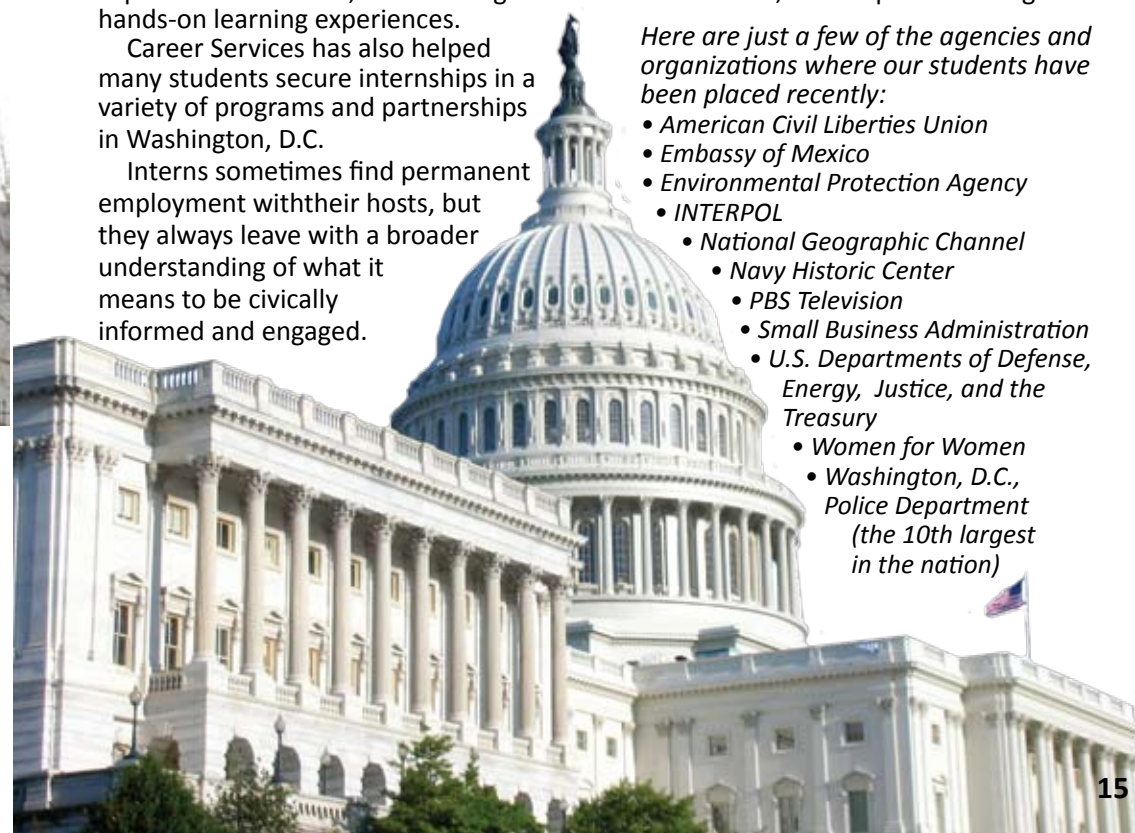 hands-on learning experiences.
Career Services has also helped
many students secure internships in a
variety of programs and partnerships
in Washington, D.C.
Interns sometimes find permanent
employment withtheir hosts, but
they always leave with a broader
understanding of what it
means to be civically
informed and engaged.
Here are just a few of the agencies and
organizations where our students have
been placed recently:
• American Civil Liberties Union
• Embassy of Mexico
• Environmental Protection Agency
• INTERPOL
• National Geographic Channel
• Navy Historic Center
• PBS Television
• Small Business Administration
• U.S. Departments of Defense,
Energy, Justice, and the
Treasury
• Women for Women
• Washington, D.C.,
Police Department
(the 10th largest
in the nation)
15